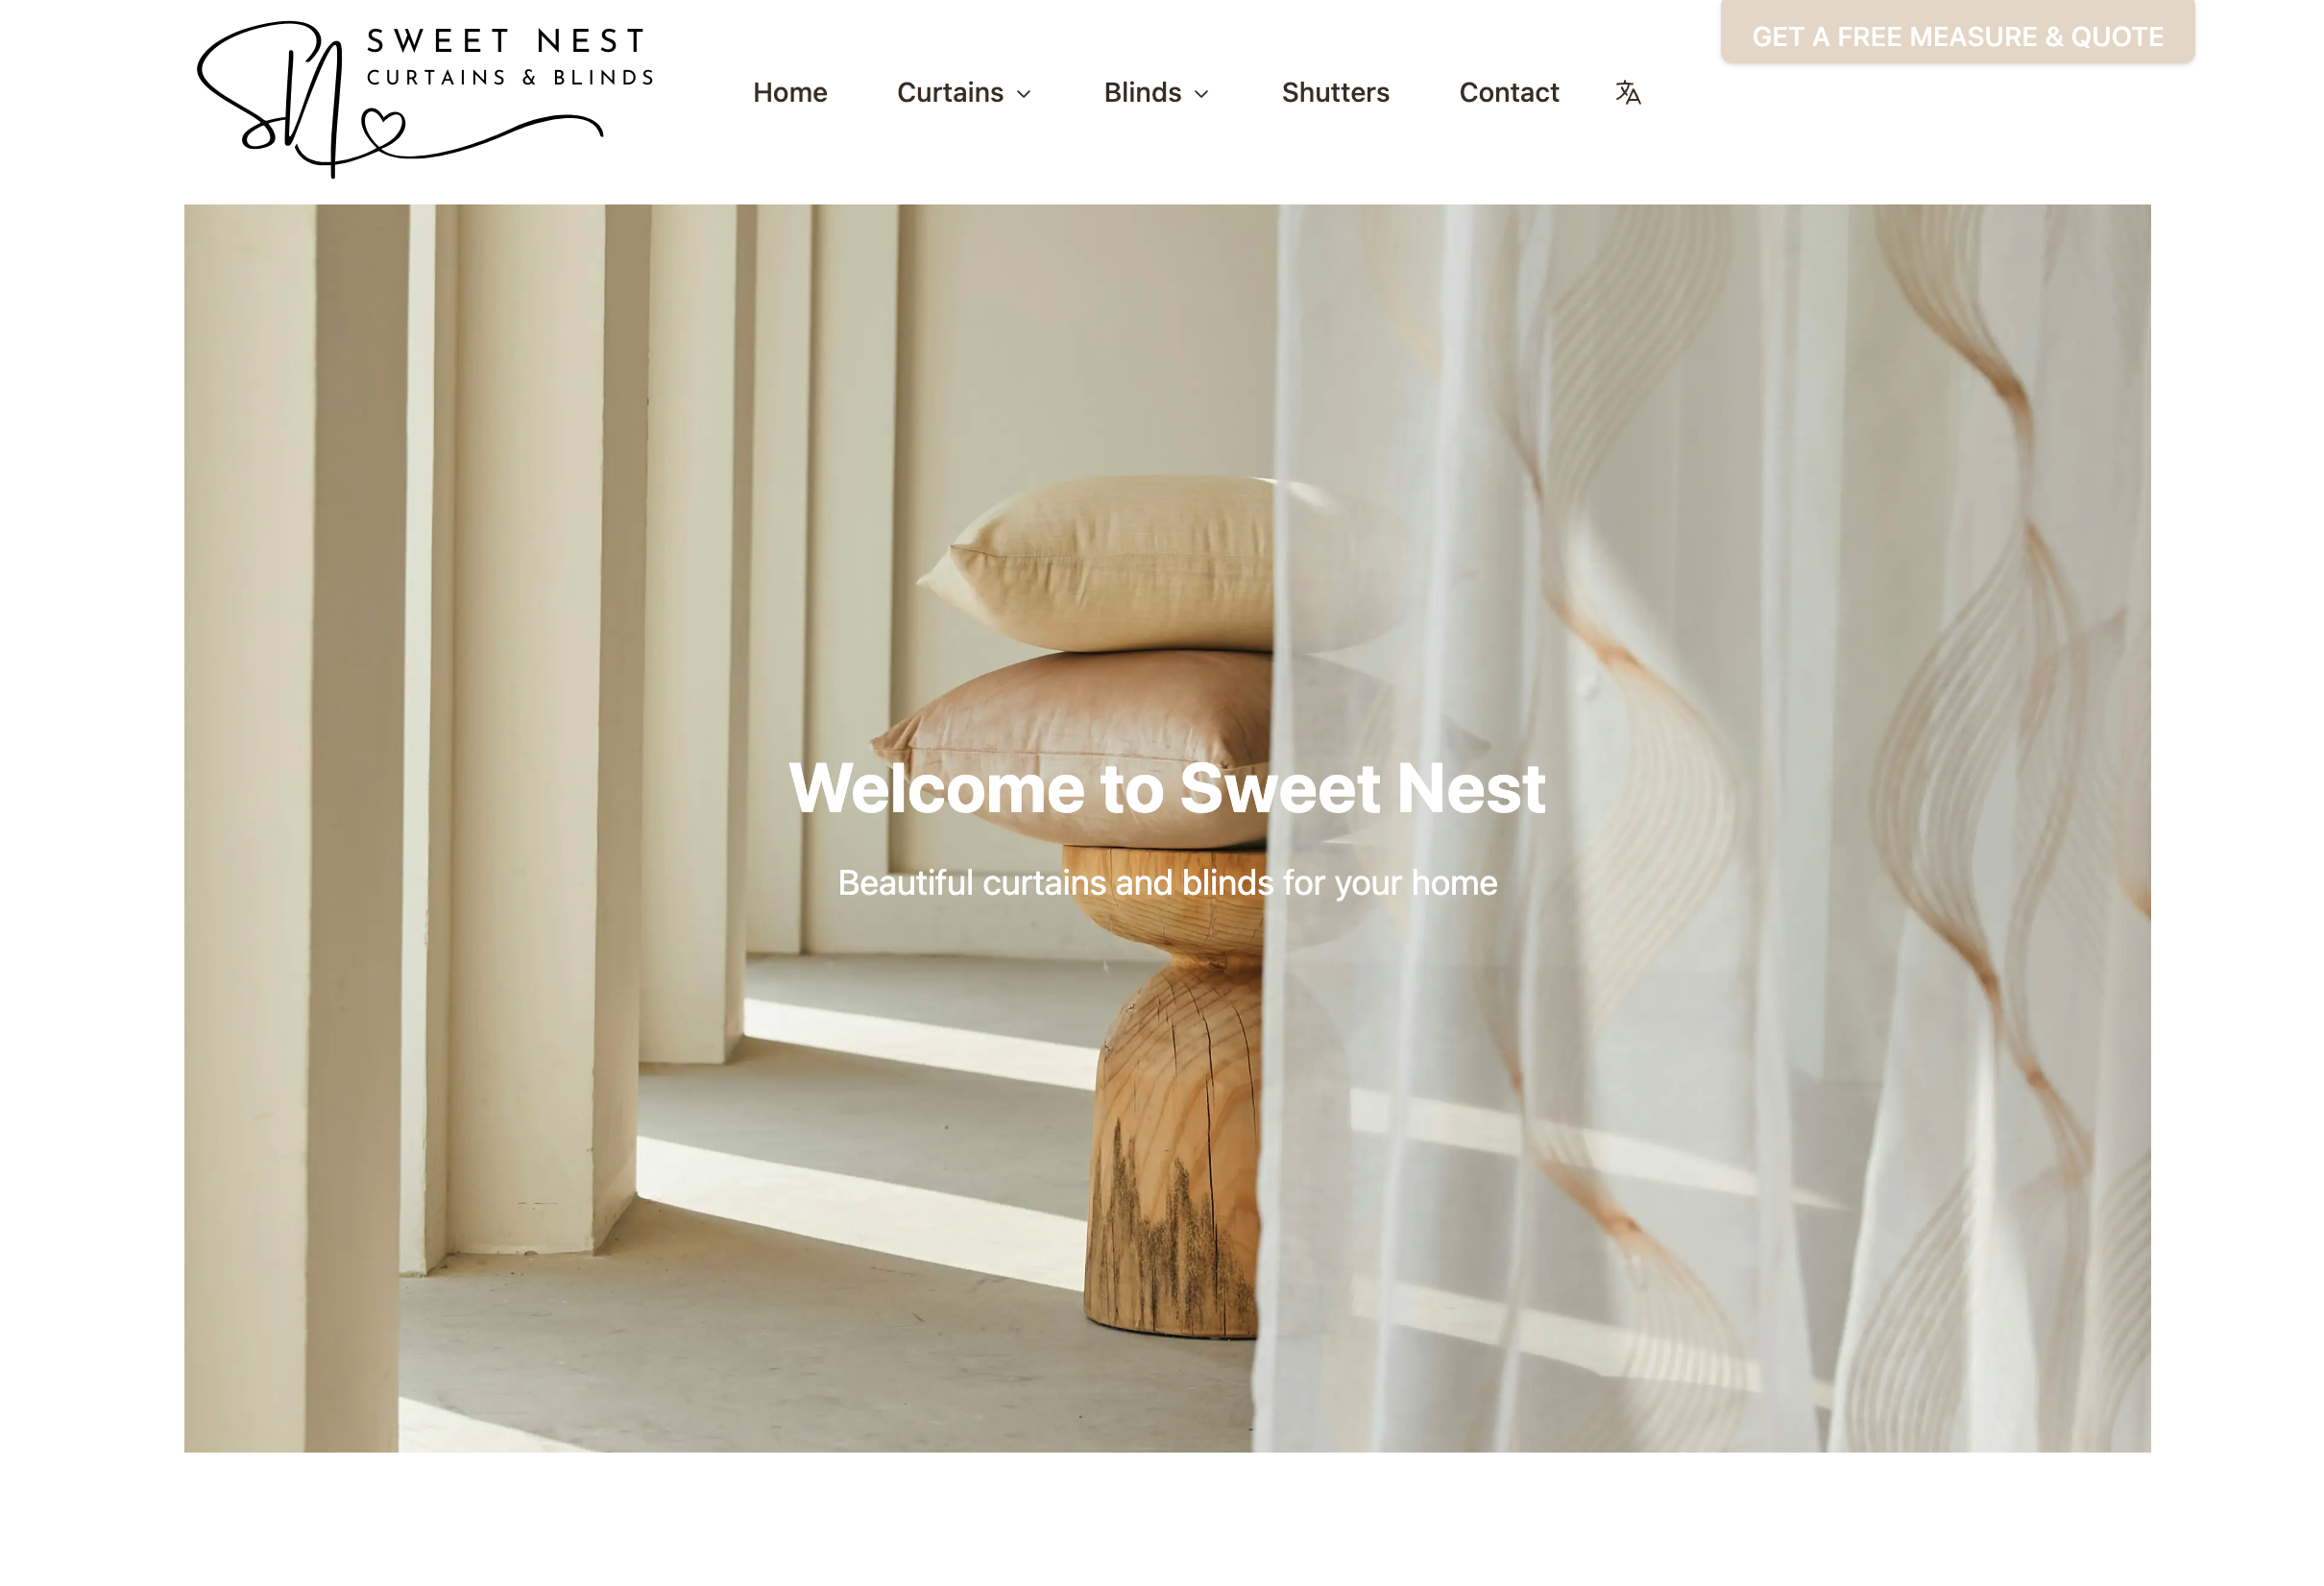 SWEET NEST
CURTAINS & BLINDS
GET A FREE MEASURE & QUOTE
Home
Curtains
Blinds
Shutters
Contact
Welcome to Sweet Nest
Beautiful curtains and blinds for your home